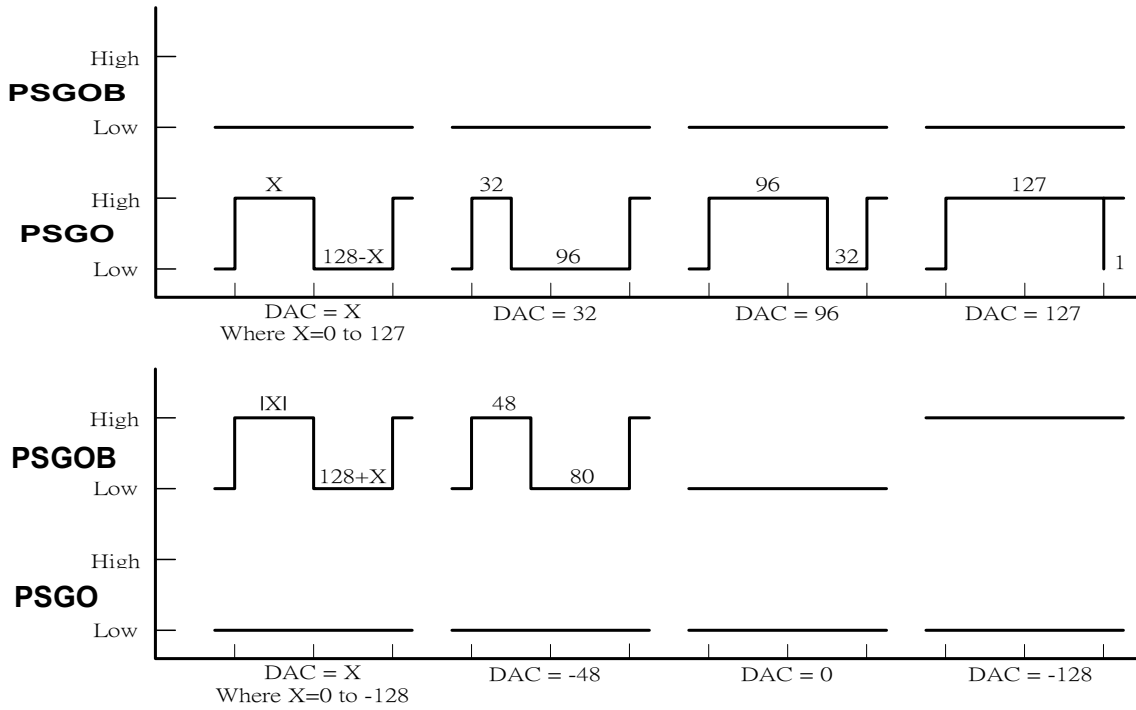 High
PSGOB
Low
X 32 96 127
High
PSGO
128-X 96 32 1
Low
DAC = X DAC = 32 DAC = 96 DAC = 127
Where X=0 to 127
|X| 48
High
PSGOB
128+X 80
Low
High
PSGO
Low
DAC = X DAC = -48 DAC = 0 DAC = -128
Where X=0 to -128